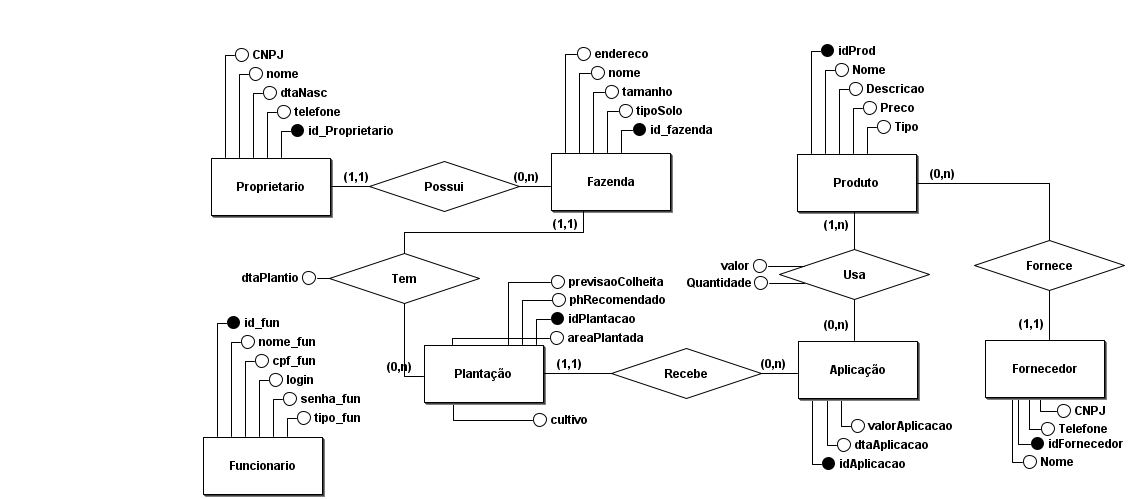 CNPJ
nome
dtaNasc
telefone
id_Proprietario
Proprietario
(1,1)
Possui
(0,n)
endereco
nome
tamanho
tipoSolo
id_fazenda
Fazenda
(1,1)
idProd
Nome
Descricao
Preco
Tipo
Produto
(0,n)
(1,n)
dtaPlantio
Tem
(0,n)
valor
Quantidade
Usa
(0,n)
Fornece
(1,1)
previsaoColheita
phRecomendado
idPlantacao
areaPlantada
Plantação
cultivo
(1,1)
Recebe
(0,n)
Aplicação
valorAplicacao
dtaAplicacao
idAplicacao
Fornecedor
CNPJ
Telefone
idFornecedor
Nome
id_fun
nome_fun
cpf_fun
login
senha_fun
tipo_fun
Funcionario